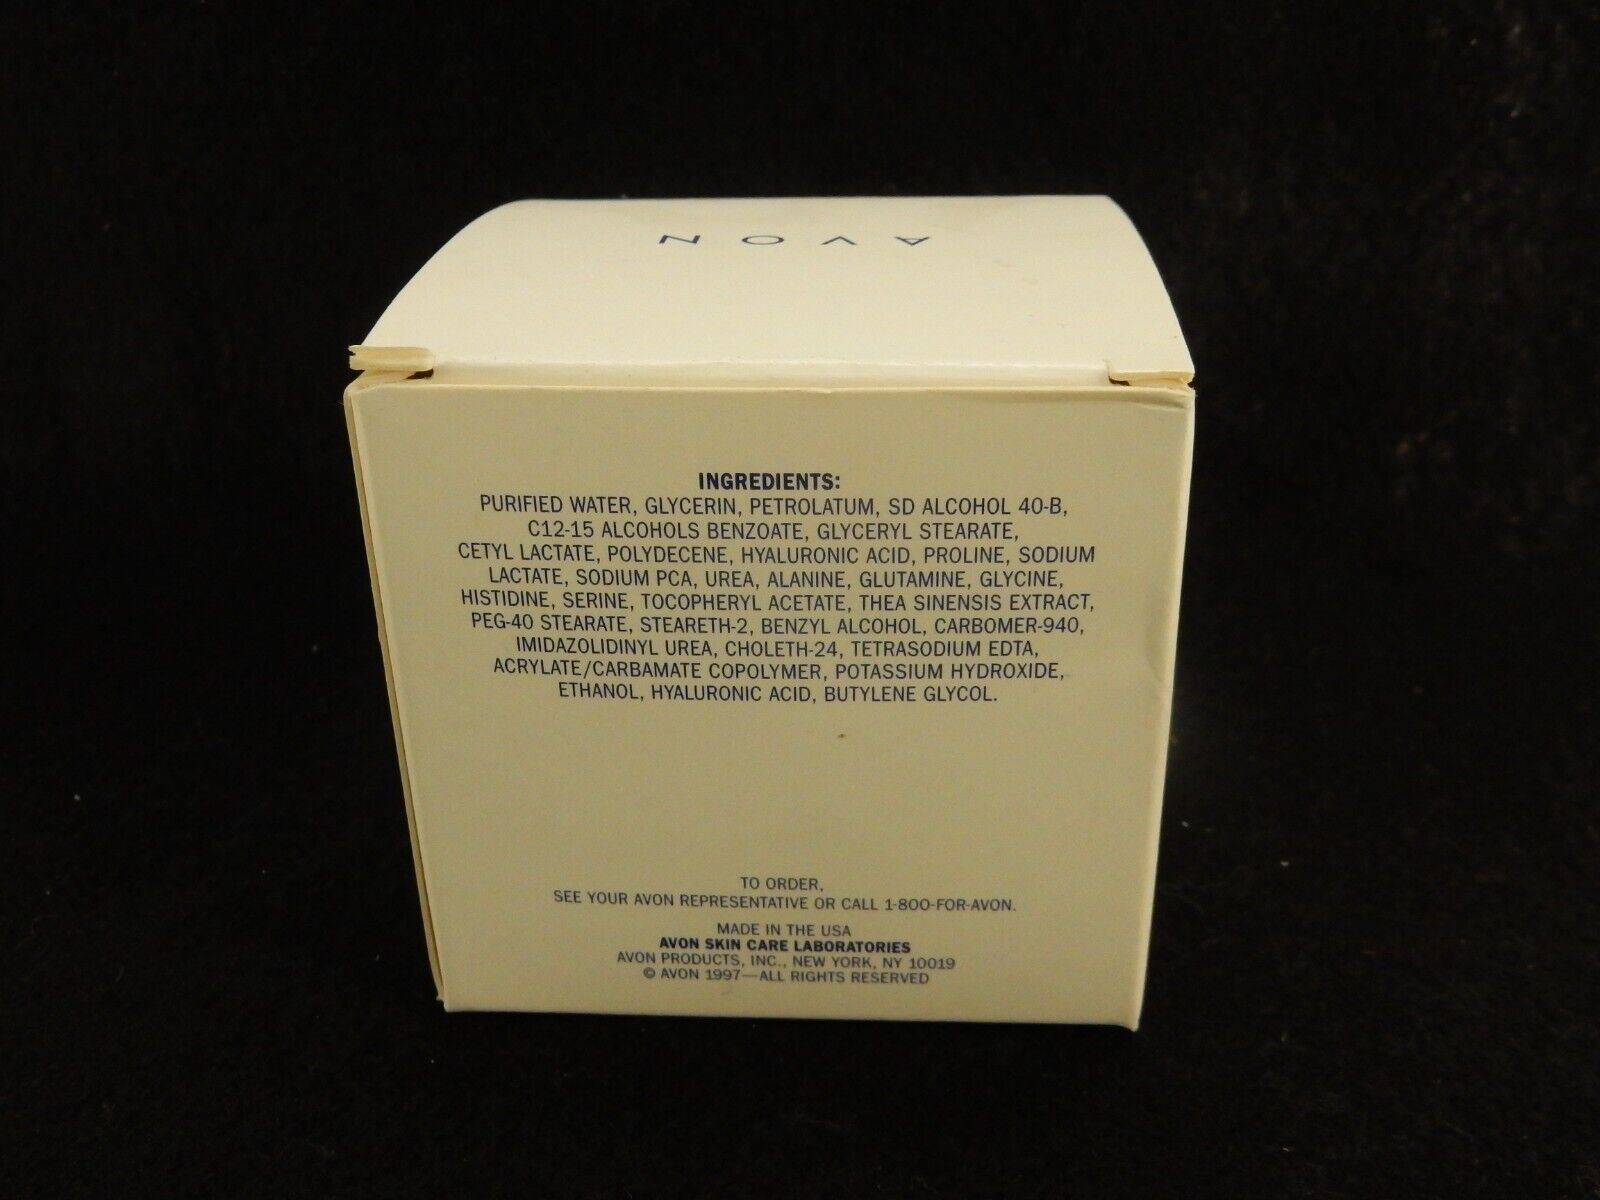 AVON
INGREDIENTS:
PURIFIED WATER, GLYCERIN, PETROLATUM, SD ALCOHOL 40-B,
C12-15 ALCOHOLS BENZOATE, GLYCERYL STEARATE,
CETYL LACTATE, POLYDECENE, HYALURONIC ACID, PROLINE, SODIUM
LACTATE, SODIUM PCA, UREA, ALANINE, GLUTAMINE, GLYCINE,
HISTIDINE, SERINE, TOCOPHERYL ACETATE, THEA SINENSIS EXTRACT,
PEG-40 STEARATE, STEARETH-2, BENZYL ALCOHOL, CARBOMER-940,
IMIDAZOLIDINYL UREA, CHOLETH-24, TETRASODIUM EDTA,
ACRYLATE/CARBAMATE COPOLYMER, POTASSIUM HYDROXIDE,
ETHANOL, HYALURONIC ACID, BUTYLENE GLYCOL.
TO ORDER,
SEE YOUR AVON REPRESENTATIVE OR CALL 1-800-FOR-AVON.
MADE IN THE USA
AVON SKIN CARE LABORATORIES
AVON PRODUCTS, INC., NEW YORK, NY 10019
© AVON 1997—ALL RIGHTS RESERVED